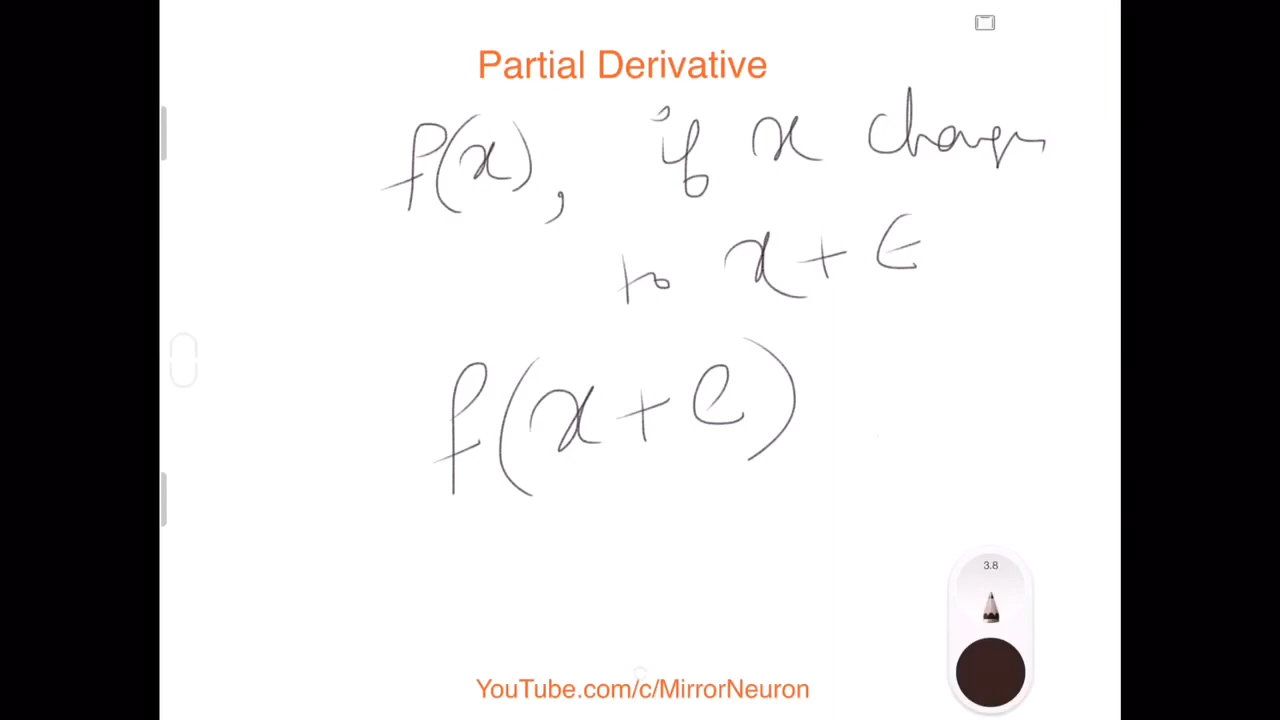 Partial Derivative
f(x), if x changes
to x + ϵ
f(x + e)
3.8
YouTube.com/c/MirrorNeuron